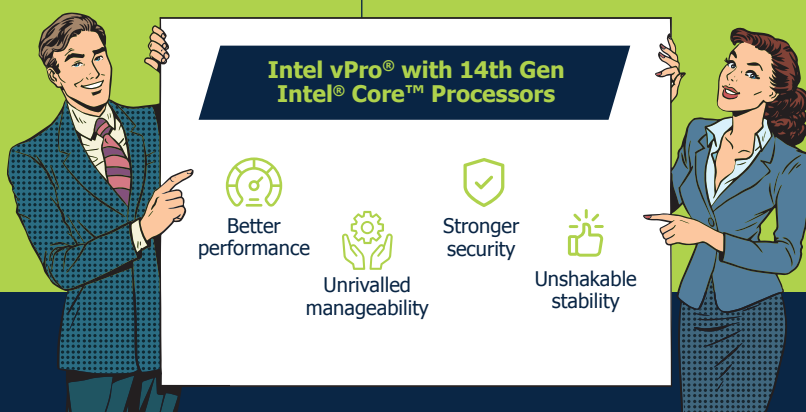 Intel vPro® with 14th Gen
Intel® Core™ Processors
Better
performance
Unrivalled
manageability
Stronger
security
Unshakable
stability